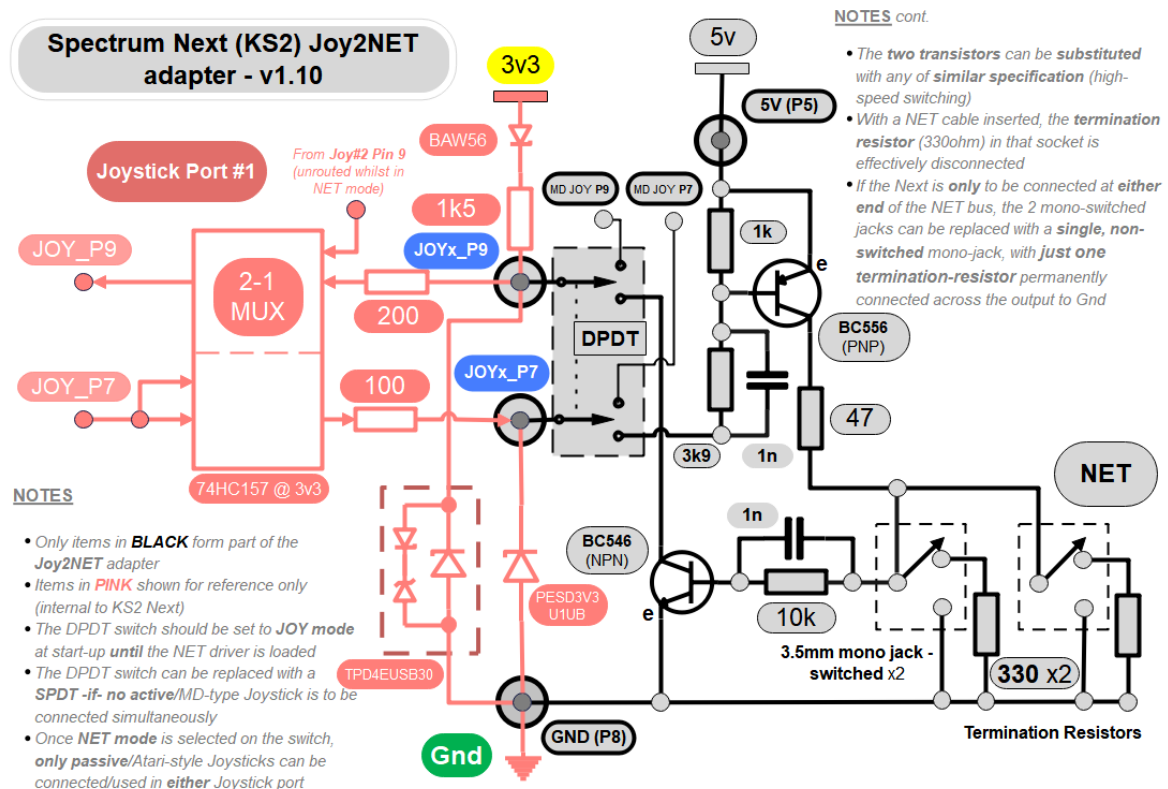 Spectrum Next (KS2) Joy2NET
adapter - v1.10
3v3
5v
BAW56
5V (P5)
Joystick Port #1
From Joy#2 Pin 9
(unrouted whilst in
NET mode)
1k5
MD JOY P9
MD JOY P7
1k
JOY_P9
JOYx_P9
2-1
MUX
200
DPDT
e
BC556
(PNP)
JOY_P7
JOYx_P7
100
47
3k9
1n
74HC157 @ 3v3
NET
1n
BC546
(NPN)
e
10k
PESD3V3
U1UB
TPD4EUSB30
3.5mm mono jack -
switched x2
330 x2
GND (P8)
Gnd
Termination Resistors
NOTES
• Only items in BLACK form part of the
Joy2NET adapter
• Items in PINK shown for reference only
(internal to KS2 Next)
• The DPDT switch should be set to JOY mode
at start-up until the NET driver is loaded
• The DPDT switch can be replaced with a
SPDT -if- no active/MD-type Joystick is to be
connected simultaneously
• Once NET mode is selected on the switch,
only passive/Atari-style Joysticks can be
connected/used in either Joystick port
NOTES cont.
• The two transistors can be substituted
with any of similar specification (high-
speed switching)
• With a NET cable inserted, the termination
resistor (330ohm) in that socket is
effectively disconnected
• If the Next is only to be connected at either
end of the NET bus, the 2 mono-switched
jacks can be replaced with a single, non-
switched mono-jack, with just one
termination-resistor permanently
connected across the output to Gnd